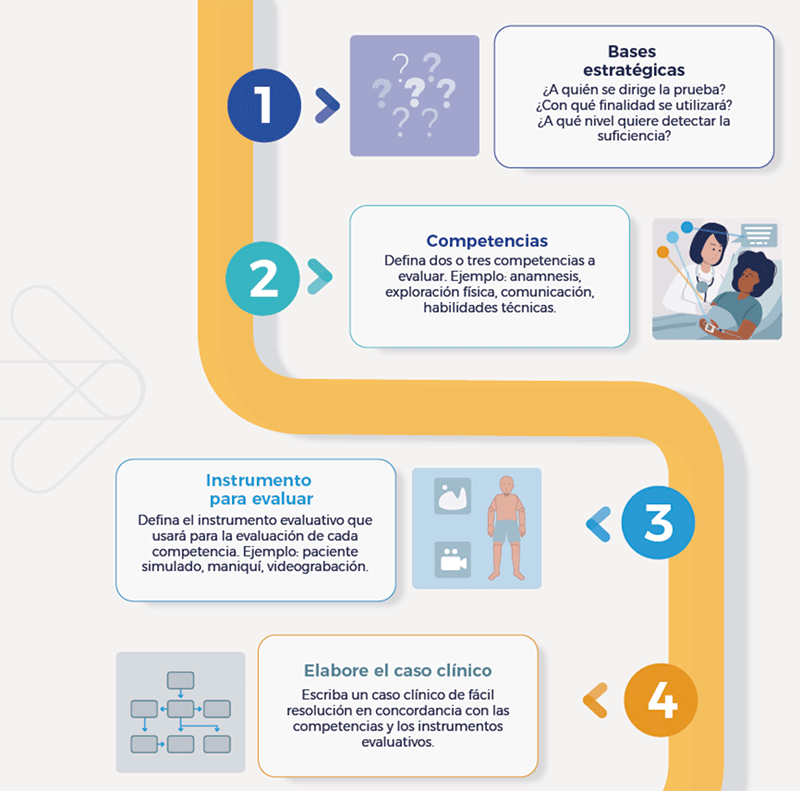 1
Bases
estratégicas
¿A quién se dirige la prueba?
¿Con qué finalidad se utilizará?
¿A qué nivel quiere detectar la
suficiencia?
? ? ? ? ? ? ?
2
Competencias
Defina dos o tres competencias a
evaluar. Ejemplo: anamnesis,
exploración física, comunicación,
habilidades técnicas.
Instrumento
para evaluar
Defina el instrumento evaluativo que
usará para la evaluación de cada
competencia. Ejemplo: paciente
simulado, maniquí, videograbación.
3
Elabore el caso clínico
Escriba un caso clínico de fácil
resolución en concordancia con las
competencias y los instrumentos
evaluativos.
4